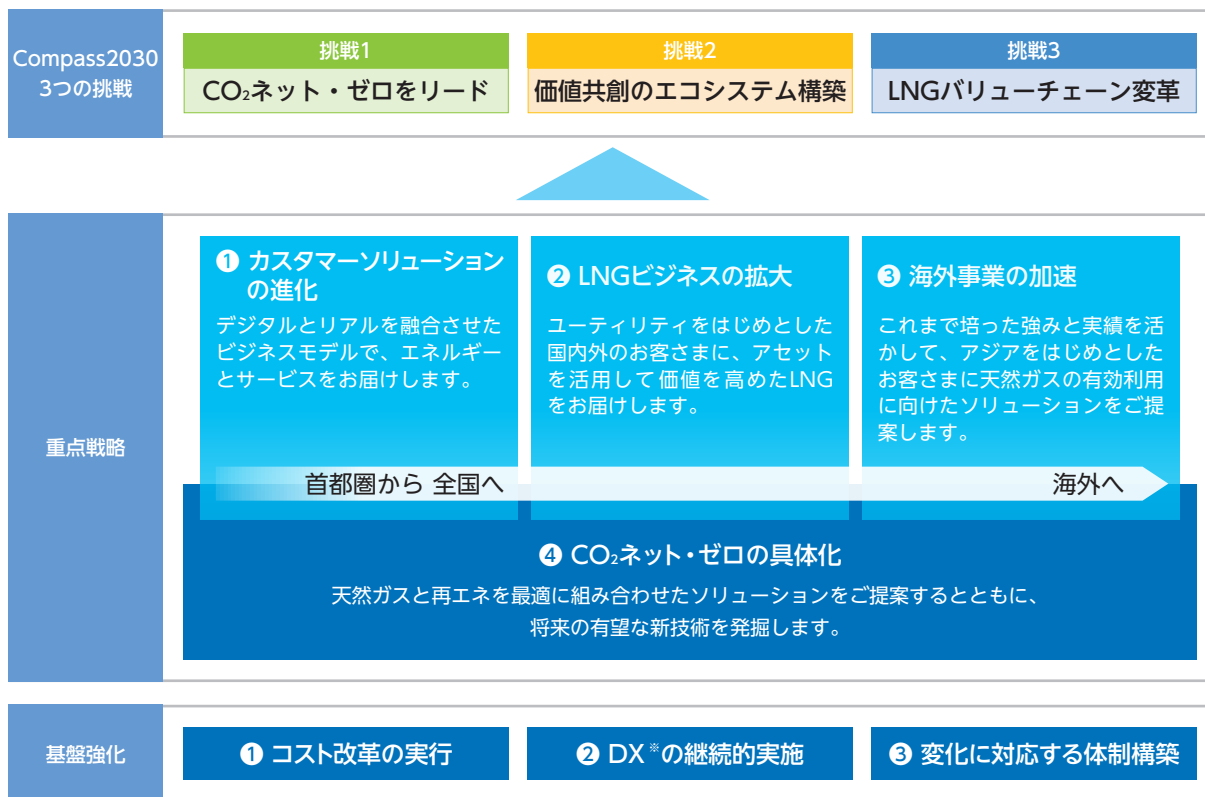 Compass2030
3つの挑戦
挑戦1
CO₂ネット・ゼロをリード
挑戦2
価値共創のエコシステム構築
挑戦3
LNGバリューチェーン変革
重点戦略
❶ カスタマーソリューション
の進化
デジタルとリアルを融合させた
ビジネスモデルで、エネルギー
とサービスをお届けします。
❷ LNGビジネスの拡大
ユーティリティをはじめとした
国内外のお客さまに、アセット
を活用して価値を高めたLNG
をお届けします。
❸ 海外事業の加速
これまで培った強みと実績を活
かして、アジアをはじめとした
お客さまに天然ガスの有効利用
に向けたソリューションをご提
案します。
首都圏から 全国へ
海外へ
❹ CO₂ネット・ゼロの具体化
天然ガスと再エネを最適に組み合わせたソリューションをご提案するとともに、
将来の有望な新技術を発掘します。
基盤強化
❶ コスト改革の実行
❷ DX※の継続的実施
❸ 変化に対応する体制構築